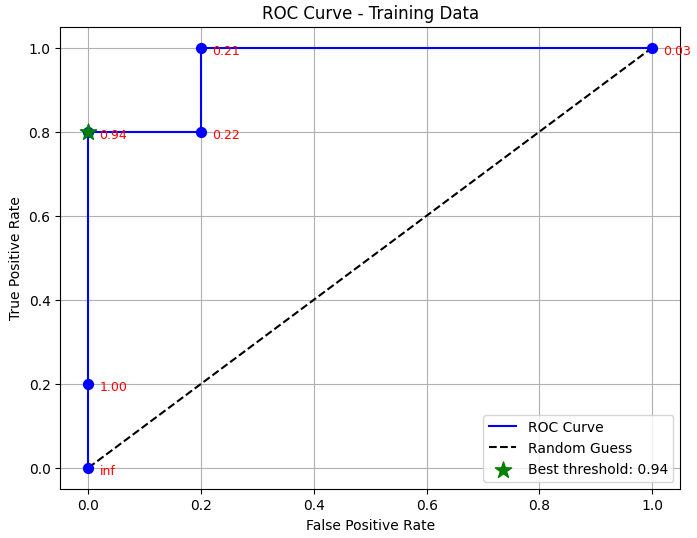 ROC Curve - Training Data
True Positive Rate
1.0
0.8
0.6
0.4
0.2
0.0
0.21
0.03
0.94
0.22
1.00
inf
ROC Curve
Random Guess
Best threshold: 0.94
0.0 0.2 0.4 0.6 0.8 1.0
False Positive Rate